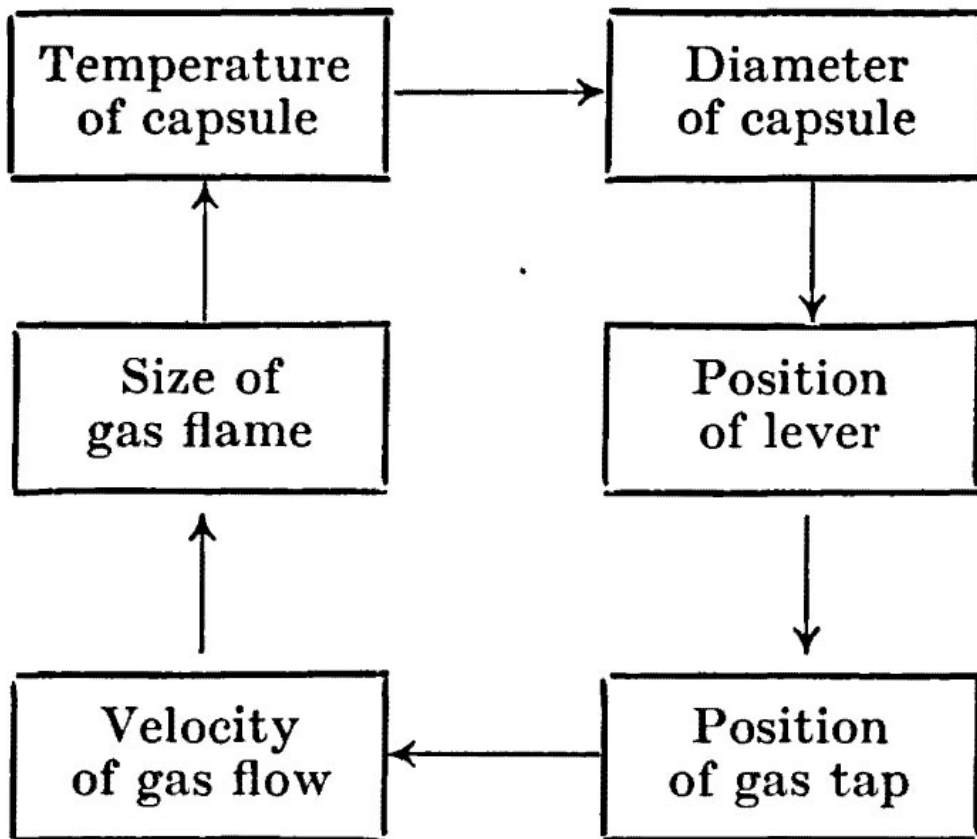 Temperature
of capsule
Diameter
of capsule
Size of
gas flame
Position
of lever
Velocity
of gas flow
Position
of gas tap